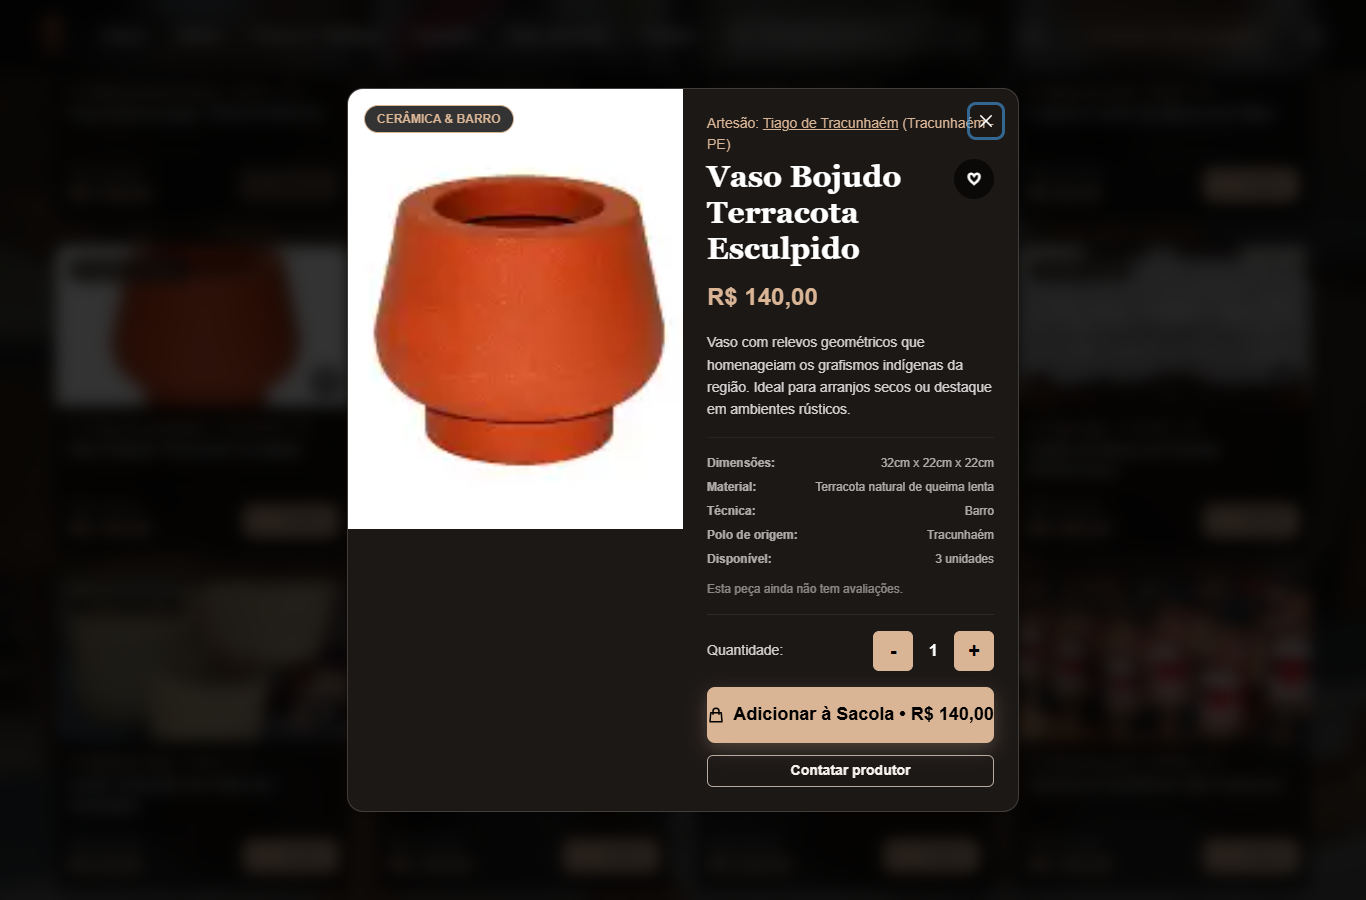 CERÂMICA & BARRO
Artesão: Tiago de Tracunhaém (Tracunhaém -
PE)
Vaso Bojudo
Terracota
Esculpido
R$ 140,00
Vaso com relevos geométricos que
homenageiam os grafismos indígenas da
região. Ideal para arranjos secos ou destaque
em ambientes rústicos.
Dimensões: 32cm x 22cm x 22cm
Material: Terracota natural de queima lenta
Técnica: Barro
Polo de origem: Tracunhaém
Disponível: 3 unidades
Esta peça ainda não tem avaliações.
Quantidade: - 1 +
Adicionar à Sacola • R$ 140,00
Contatar produtor